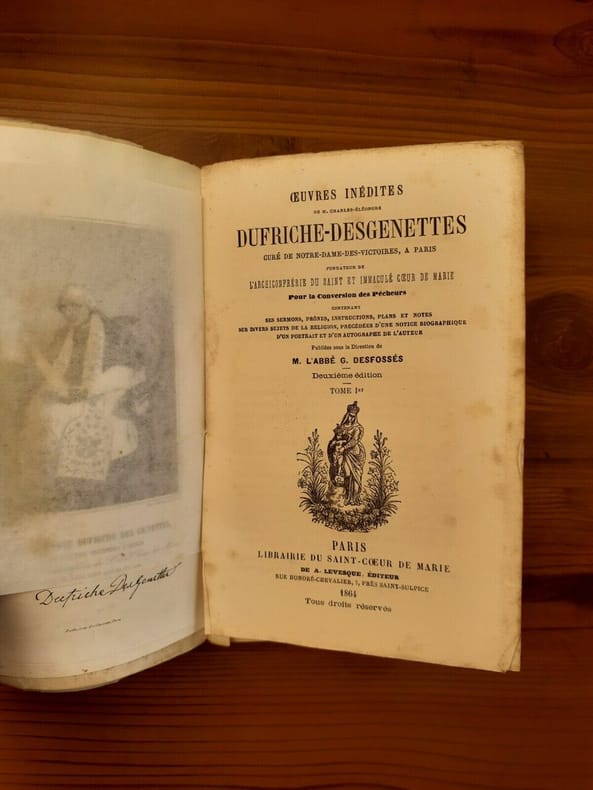 DUFRICHE DES GENETTES,
Dufriche DesGenettes
ŒUVRES INÉDITES
DE M. CHARLES-ÉLÉONORE
DUFRICHE-DESGENETTES
CURÉ DE NOTRE-DAME-DES-VICTOIRES, A PARIS
FONDATEUR DE
L'ARCHICONFRÉRIE DU SAINT ET IMMACULÉ CŒUR DE MARIE
Pour la Conversion des Pécheurs
CONTENANT
SES SERMONS, PRÔNES, INSTRUCTIONS, PLANS ET NOTES
SUR DIVERS SUJETS DE LA RELIGION, PRÉCÉDÉES D'UNE NOTICE BIOGRAPHIQUE
D'UN PORTRAIT ET D'UN AUTOGRAPHE DE L'AUTEUR
Publiées sous la Direction de
M. L'ABBÉ G. DESFOSSÉS
Deuxième édition
TOME Ier
PARIS
LIBRAIRIE DU SAINT-CŒUR DE MARIE
DE A. LEVESQUE, ÉDITEUR
RUE HONORÉ-CHEVALIER, 5, PRÈS SAINT-SULPICE
1864
Tous droits réservés